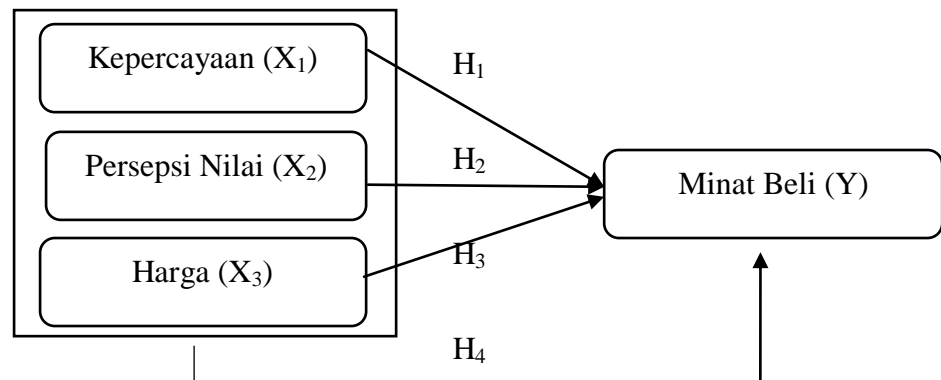 Kepercayaan (X₁)
H₁
Persepsi Nilai (X₂)
H₂
Minat Beli (Y)
Harga (X₃)
H₃
H₄